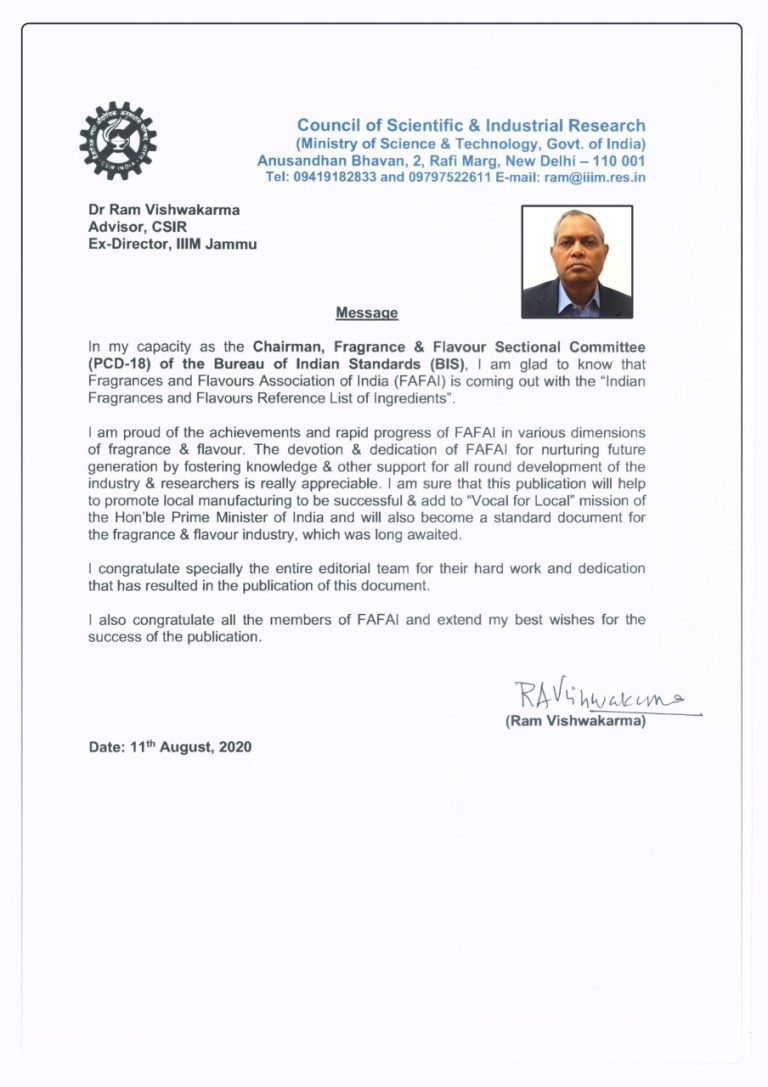 CSIR-INDIA
Council of Scientific & Industrial Research
(Ministry of Science & Technology, Govt. of India)
Anusandhan Bhavan, 2, Rafi Marg, New Delhi – 110 001
Tel: 09419182833 and 09797522611 E-mail: ram@iiim.res.in
Dr Ram Vishwakarma
Advisor, CSIR
Ex-Director, IIIM Jammu
Message
In my capacity as the Chairman, Fragrance & Flavour Sectional Committee
(PCD-18) of the Bureau of Indian Standards (BIS), I am glad to know that
Fragrances and Flavours Association of India (FAFAI) is coming out with the “Indian
Fragrances and Flavours Reference List of Ingredients”.
I am proud of the achievements and rapid progress of FAFAI in various dimensions
of fragrance & flavour. The devotion & dedication of FAFAI for nurturing future
generation by fostering knowledge & other support for all round development of the
industry & researchers is really appreciable. I am sure that this publication will help
to promote local manufacturing to be successful & add to “Vocal for Local” mission of
the Hon’ble Prime Minister of India and will also become a standard document for
the fragrance & flavour industry, which was long awaited.
I congratulate specially the entire editorial team for their hard work and dedication
that has resulted in the publication of this document.
I also congratulate all the members of FAFAI and extend my best wishes for the
success of the publication.
RAVishwakarma
(Ram Vishwakarma)
Date: 11th August, 2020